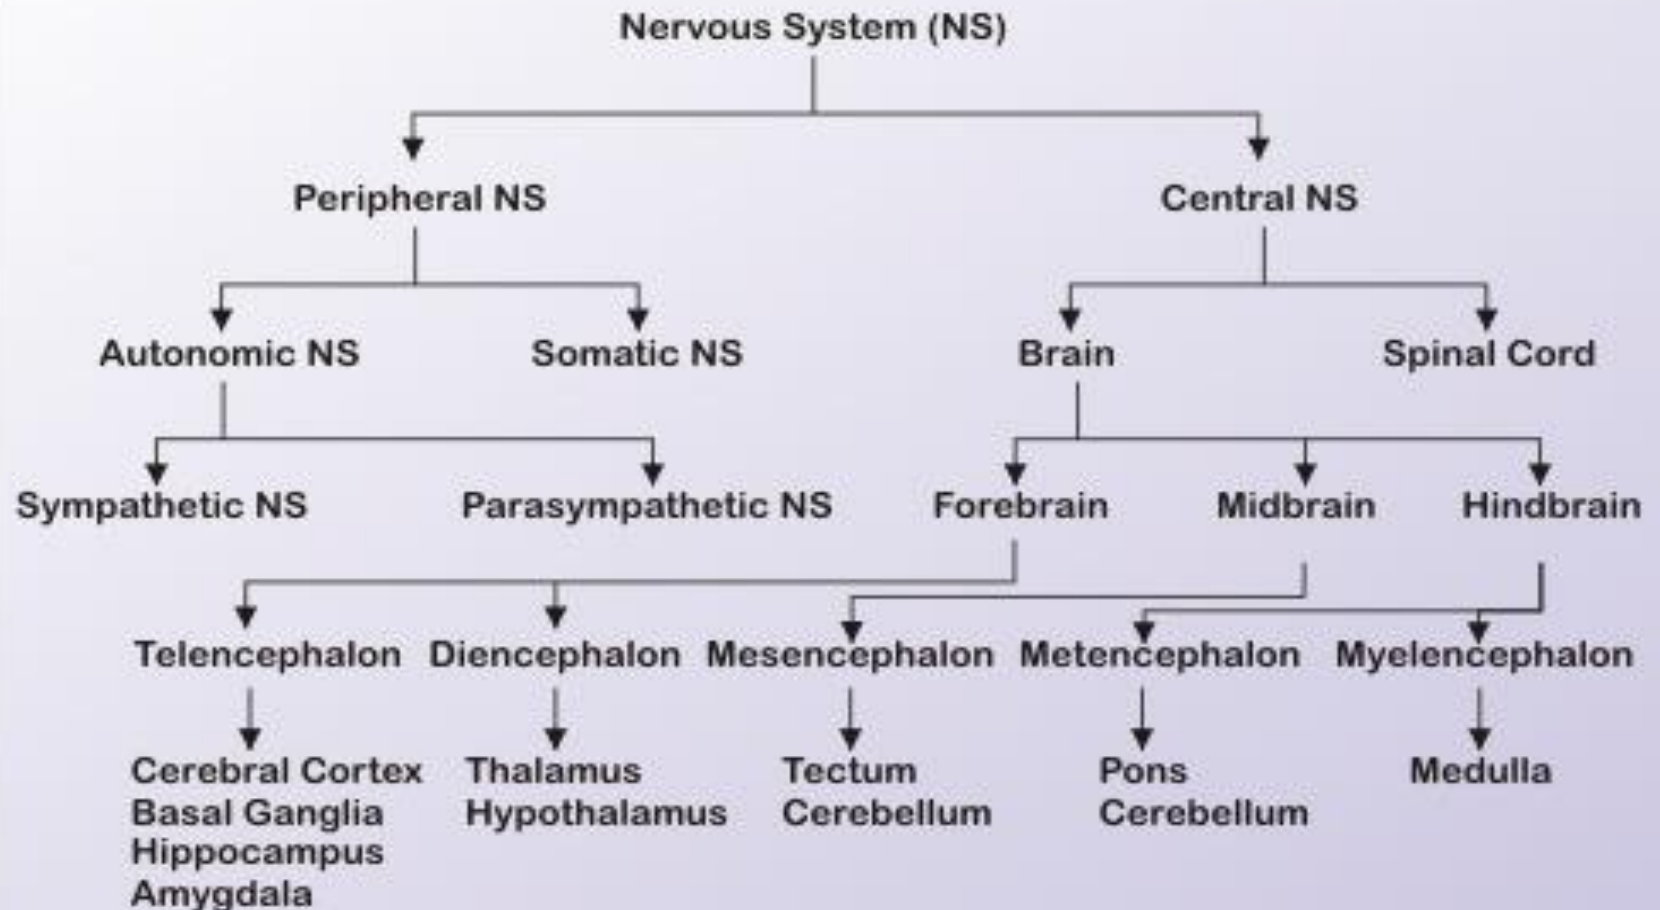 Nervous System (NS)
Peripheral NS
Central NS
Autonomic NS
Somatic NS
Brain
Spinal Cord
Sympathetic NS
Parasympathetic NS
Forebrain
Midbrain
Hindbrain
Telencephalon
Diencephalon
Mesencephalon
Metencephalon
Myelencephalon
Cerebral Cortex
Basal Ganglia
Hippocampus
Amygdala
Thalamus
Hypothalamus
Tectum
Cerebellum
Pons
Cerebellum
Medulla